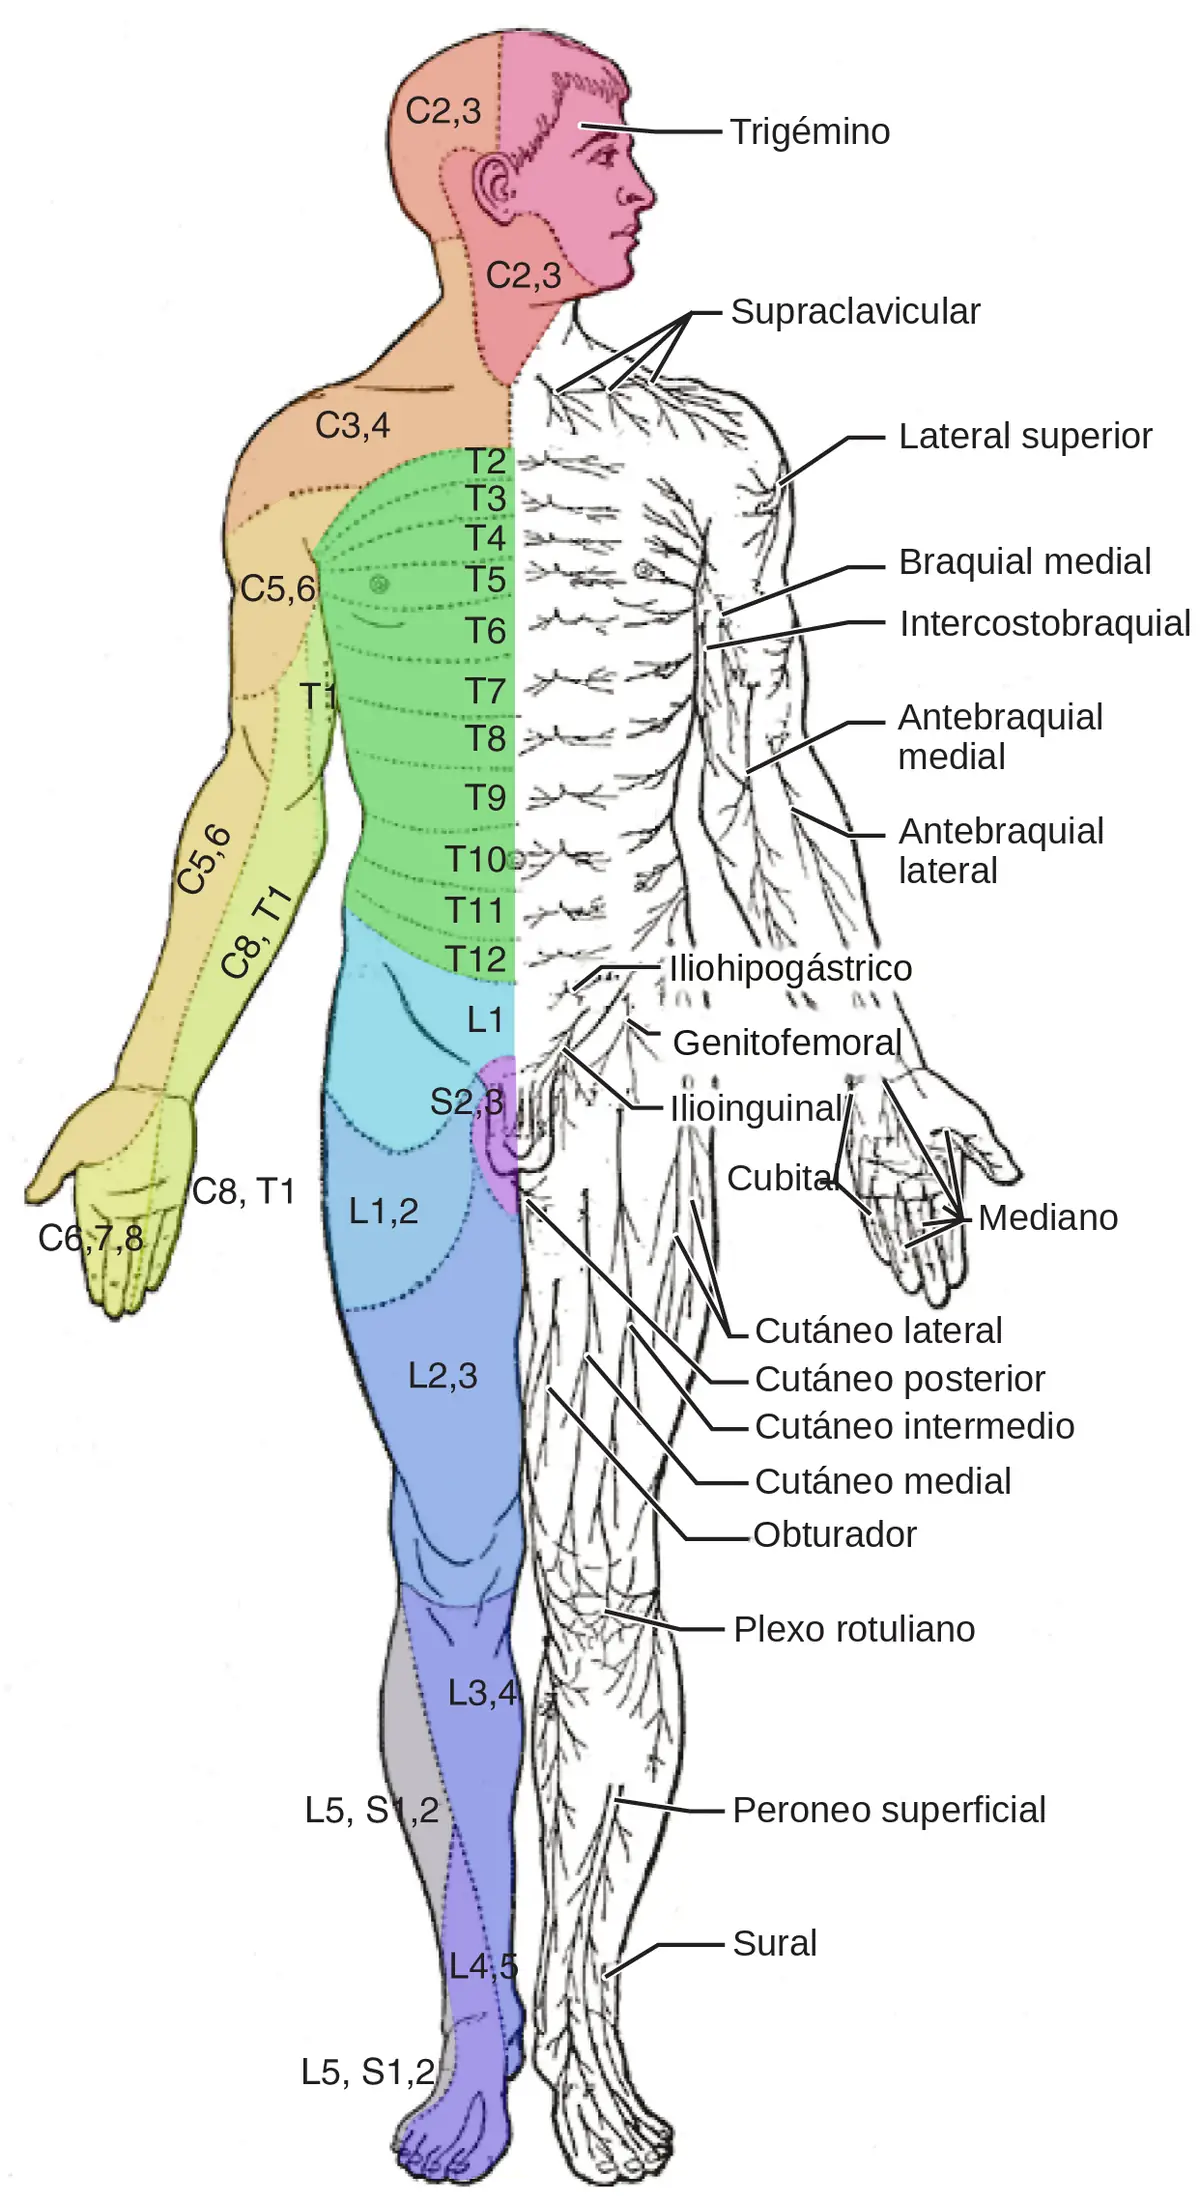 C2,3
Trigémino
C2,3
Supraclavicular
C3,4
Lateral superior
T2
T3
T4
T5
Braquial medial
C5,6
Intercostobraquial
T6
T1
T7
Antebraquial
medial
T8
T9
Antebraquial
lateral
C5,6
T10
C8, T1
T11
T12
Iliohipogástrico
L1
Genitofemoral
S2,3
Ilioinguinal
Cubital
C8, T1
L1,2
Mediano
C6,7,8
Cutáneo lateral
L2,3
Cutáneo posterior
Cutáneo intermedio
Cutáneo medial
Obturador
Plexo rotuliano
L3,4
L5, S1,2
Peroneo superficial
Sural
L4,5
L5, S1,2